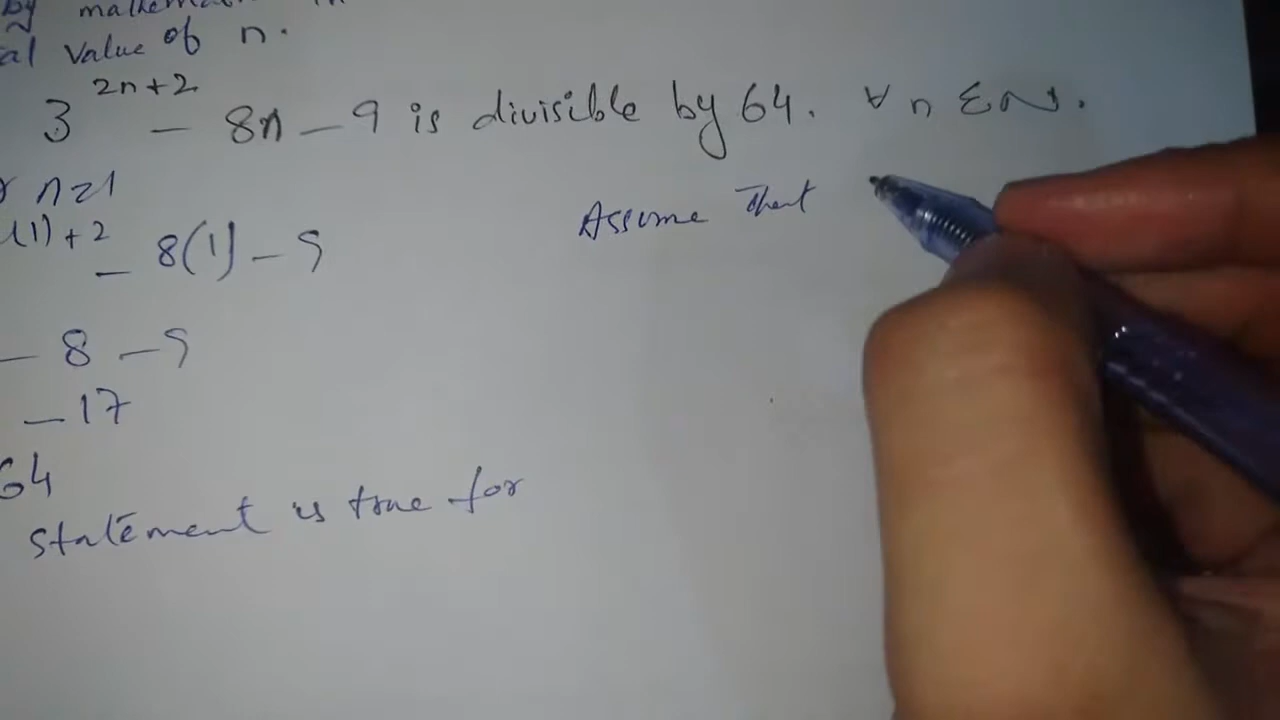 by mathem
al value of n.
3^{2n+2} - 8n - 9 is divisible by 64. ∀ n ∈ N.
n=1
(1)+2 - 8(1) - 9
Assume that
- 8 - 9
- 17
64
statement is true for